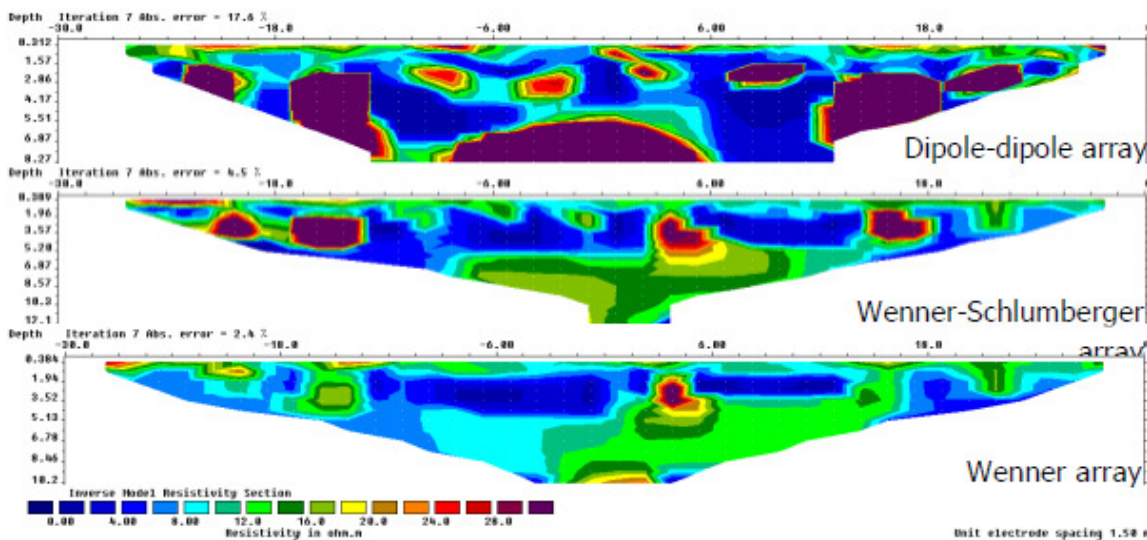 Depth Iteration 7 Abs. error = 17.6 %
-30.0 -18.0 -6.00 6.00 18.0
0.312
1.57
2.86
4.17
5.51
6.87
8.27
Dipole-dipole array
Depth Iteration 7 Abs. error = 4.5 %
-30.0 -18.0 -6.00 6.00 18.0
0.389
1.96
3.57
5.20
6.87
8.57
10.3
12.1
Wenner-Schlumberger
array
Depth Iteration 7 Abs. error = 2.4 %
-30.0 -18.0 -6.00 6.00 18.0
0.384
1.94
3.52
5.13
6.78
8.46
10.2
Wenner array
Inverse Model Resistivity Section
0.00 4.00 8.00 12.0 16.0 20.0 24.0 28.0
Resistivity in ohm.m
Unit electrode spacing 1.50